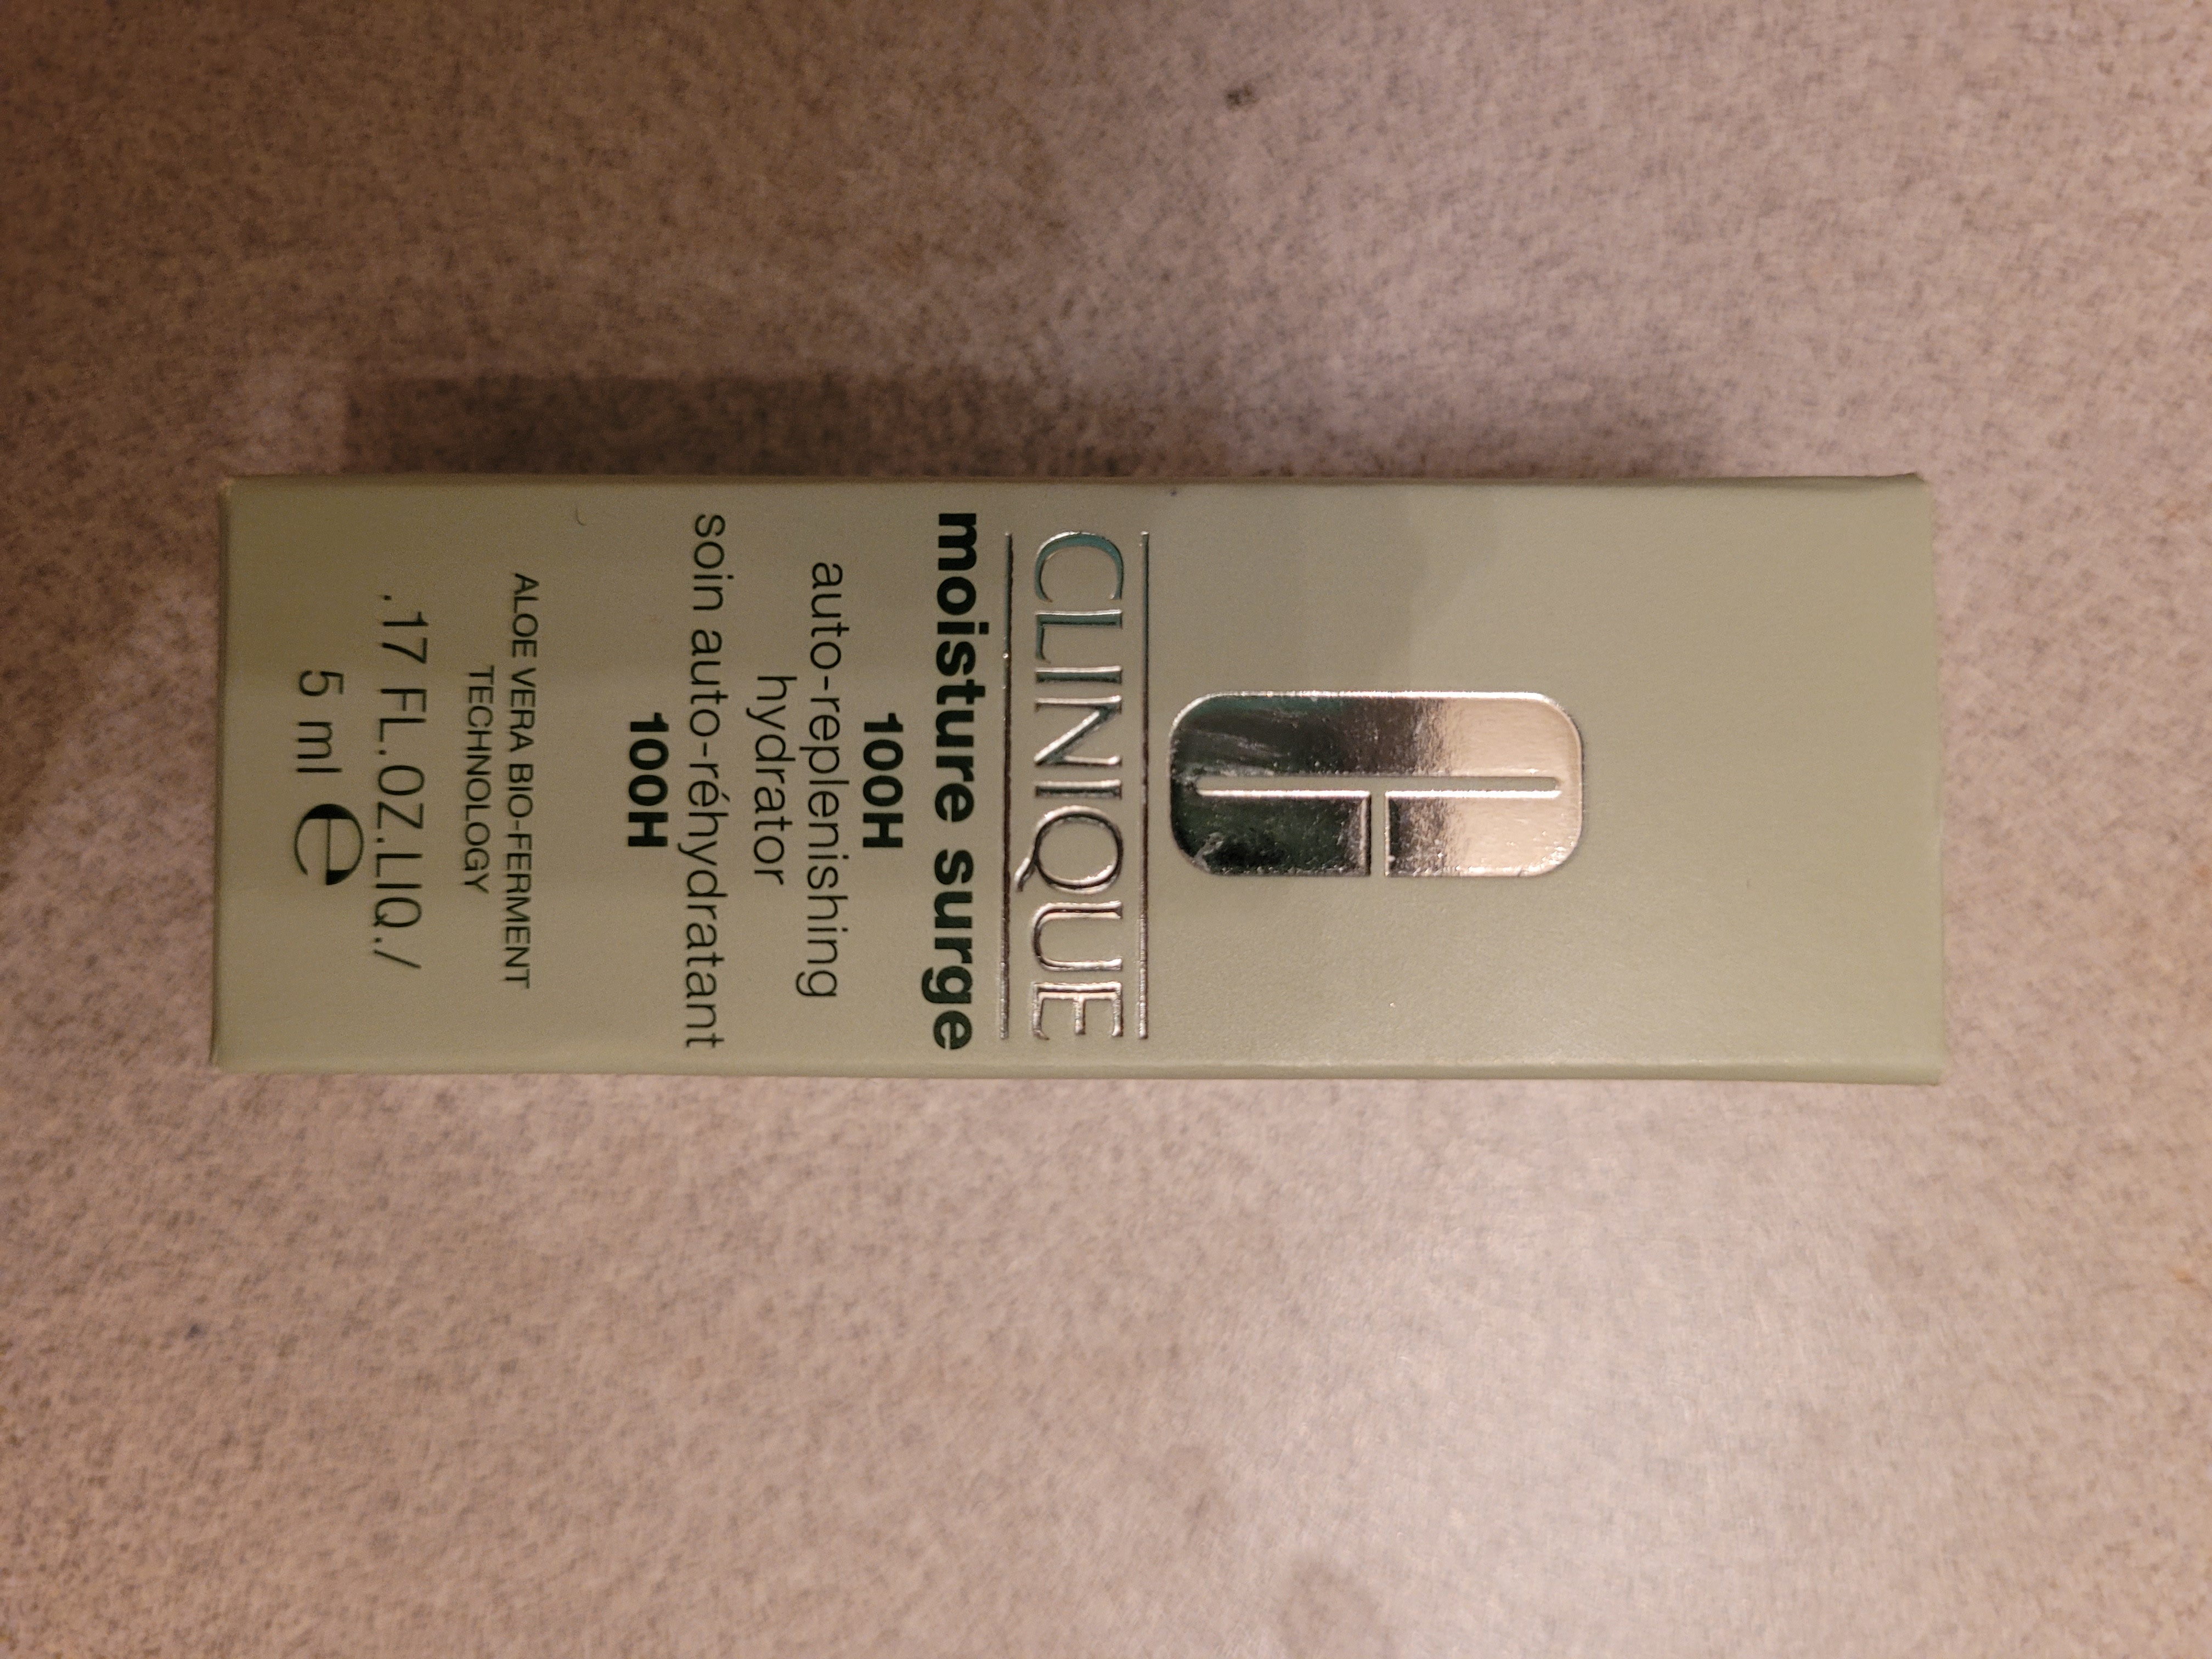 CLINIQUE
moisture surge
100H
auto-replenishing
hydrator
soin auto-réhydratant
100H
ALOE VERA BIO-FERMENT
TECHNOLOGY
.17 FL.OZ.LIQ./
5 ml ℮